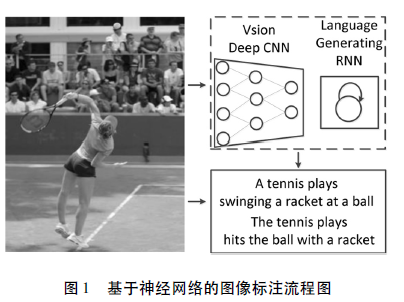 Vsion
Deep CNN
Language
Generating
RNN
A tennis plays
swinging a racket at a ball
The tennis plays
hits the ball with a racket
图 1 基于神经网络的图像标注流程图